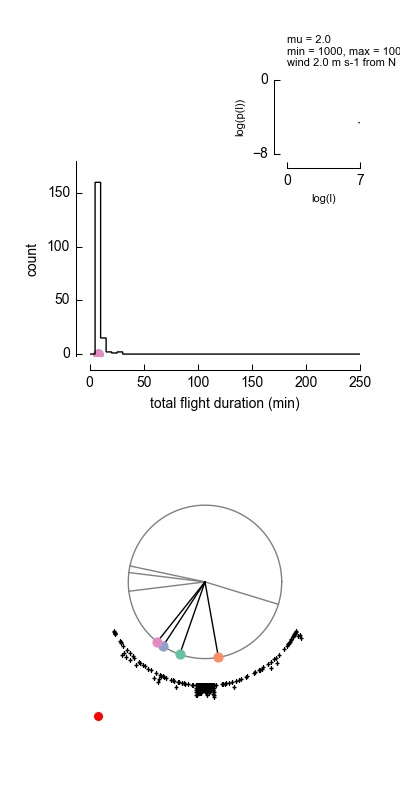 mu = 2.0
min = 1000, max = 100
wind 2.0 m s-1 from N
0
log(p(l))
−8
0
7
log(l)
150
100
50
0
count
0
50
100
150
200
250
total flight duration (min)